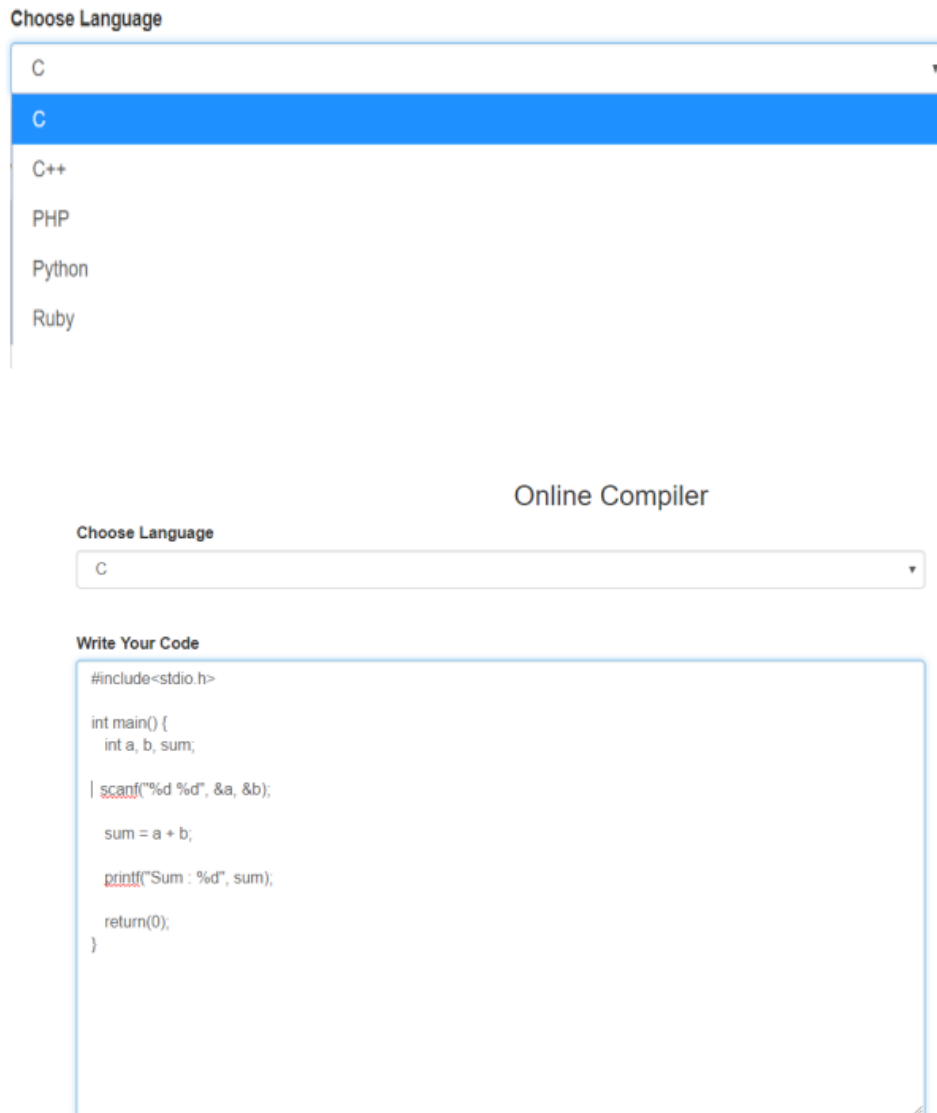 Choose Language
C
C
C++
PHP
Python
Ruby
Online Compiler
Choose Language
C
Write Your Code
#include<stdio.h>
int main() {
int a, b, sum;
scanf("%d %d", &a, &b);
sum = a + b;
printf("Sum : %d", sum);
return(0);
}